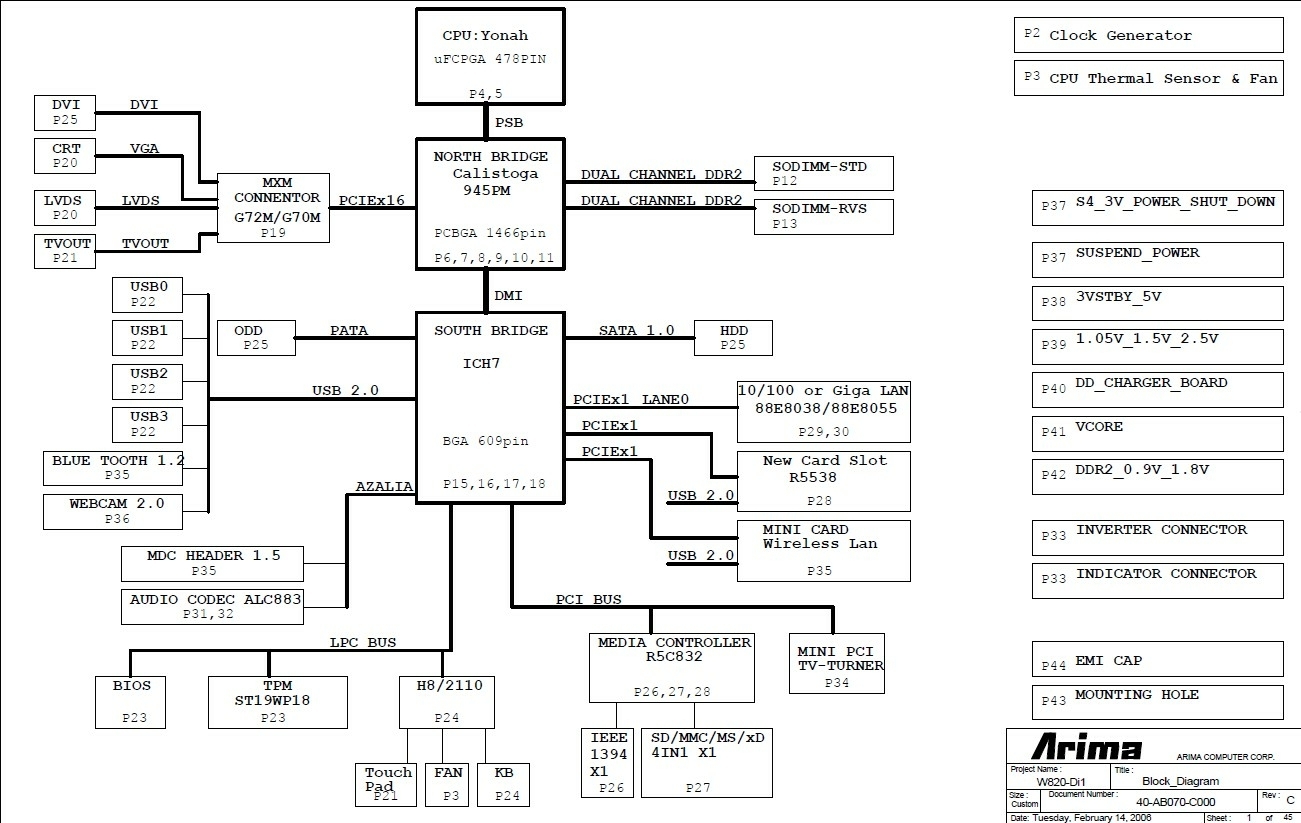 CPU:Yonah
uFCPGA 478PIN
P4,5
PSB
NORTH BRIDGE
Calistoga
945PM
PCBGA 1466pin
P6,7,8,9,10,11
DMI
SOUTH BRIDGE
ICH7
BGA 609pin
P15,16,17,18
DVI
P25
DVI
CRT
P20
VGA
LVDS
P20
LVDS
TVOUT
P21
TVOUT
MXM
CONNENTOR
G72M/G70M
P19
PCIEx16
DUAL CHANNEL DDR2
SODIMM-STD
P12
DUAL CHANNEL DDR2
SODIMM-RVS
P13
USB0
P22
USB1
P22
USB2
P22
USB3
P22
BLUE TOOTH 1.2
P35
WEBCAM 2.0
P36
USB 2.0
ODD
P25
PATA
SATA 1.0
HDD
P25
PCIEx1 LANE0
10/100 or Giga LAN
88E8038/88E8055
P29,30
PCIEx1
New Card Slot
R5538
P28
USB 2.0
PCIEx1
MINI CARD
Wireless Lan
P35
USB 2.0
AZALIA
MDC HEADER 1.5
P35
AUDIO CODEC ALC883
P31,32
LPC BUS
BIOS
P23
TPM
ST19WP18
P23
H8/2110
P24
Touch
Pad
P21
FAN
P3
KB
P24
PCI BUS
MEDIA CONTROLLER
R5C832
P26,27,28
MINI PCI
TV-TURNER
P34
IEEE
1394
X1
P26
SD/MMC/MS/xD
4IN1 X1
P27
P2 Clock Generator
P3 CPU Thermal Sensor & Fan
P37 S4_3V_POWER_SHUT_DOWN
P37 SUSPEND_POWER
P38 3VSTBY_5V
P39 1.05V_1.5V_2.5V
P40 DD_CHARGER_BOARD
P41 VCORE
P42 DDR2_0.9V_1.8V
P33 INVERTER CONNECTOR
P33 INDICATOR CONNECTOR
P44 EMI CAP
P43 MOUNTING HOLE
Arima ARIMA COMPUTER CORP.
Project Name : W820-Di1
Title : Block_Diagram
Size : Custom
Document Number : 40-AB070-C000
Rev : C
Date: Tuesday, February 14, 2006
Sheet : 1 of 45